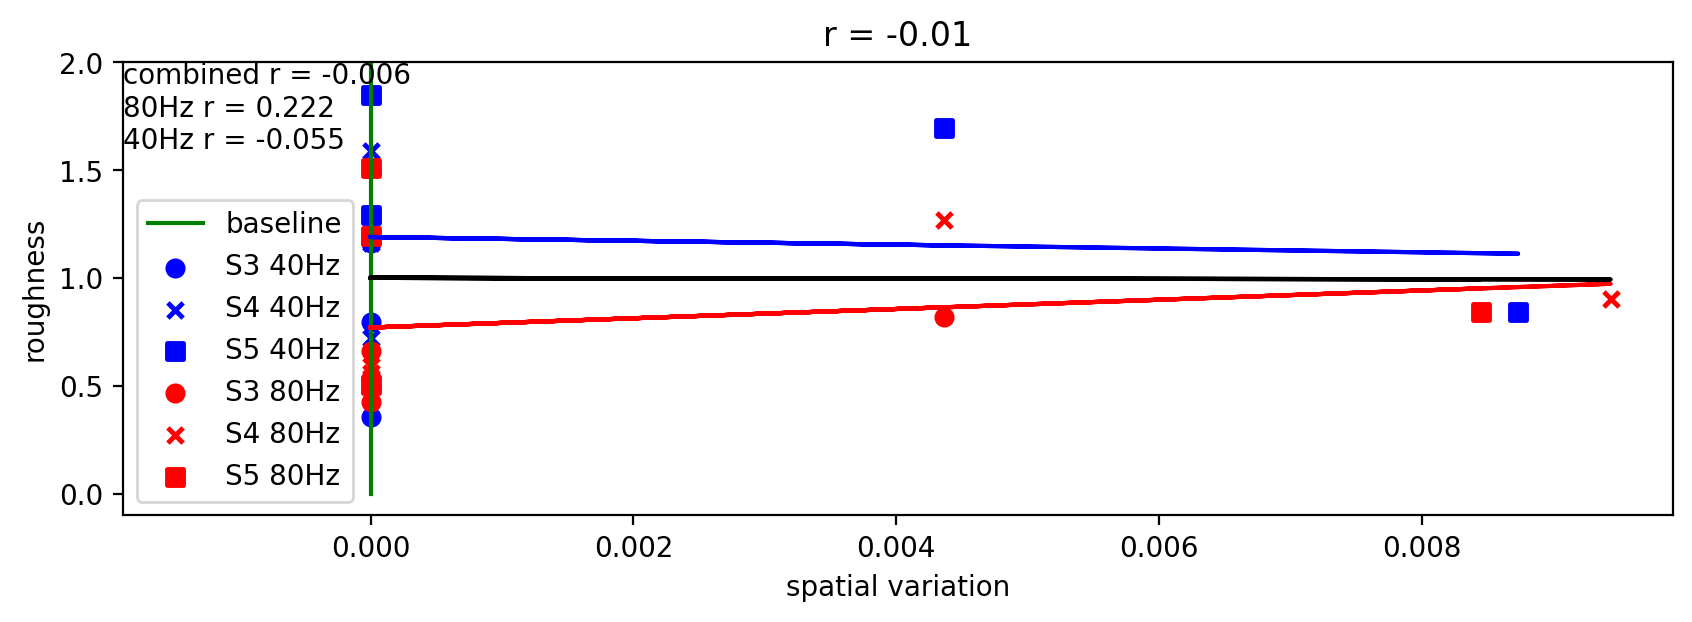 r = -0.01
combined r = -0.006
80Hz r = 0.222
40Hz r = -0.055
2.0
1.5
1.0
0.5
0.0
roughness
baseline
S3 40Hz
S4 40Hz
S5 40Hz
S3 80Hz
S4 80Hz
S5 80Hz
0.000 0.002 0.004 0.006 0.008
spatial variation